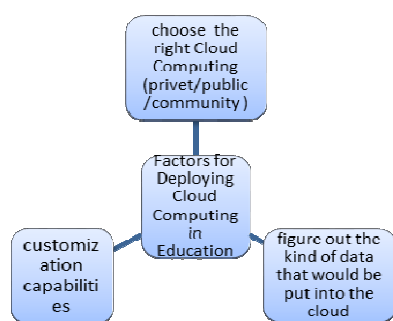 choose the
right Cloud
Computing
(privet/public
/community)
Factors for
Deploying
Cloud
Computing
in
Education
customiz
ation
capabiliti
es
figure out the
kind of data
that would be
put into the
cloud